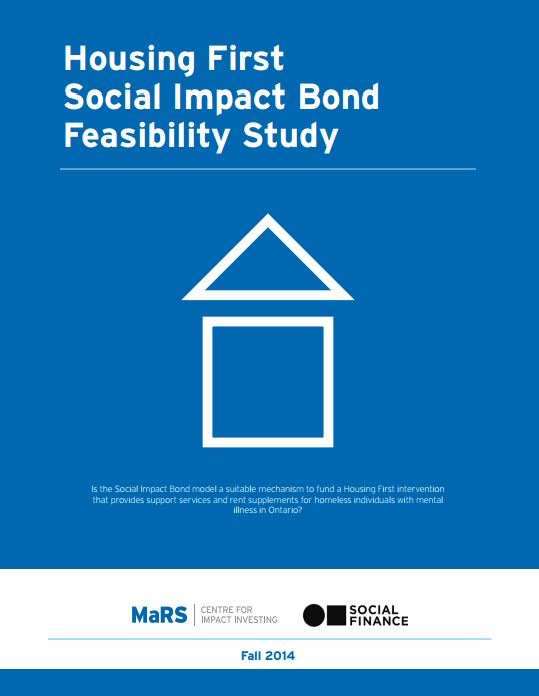 Housing First
Social Impact Bond
Feasibility Study
Is the Social Impact Bond model a suitable mechanism to fund a Housing First intervention
that provides support services and rent supplements for homeless individuals with mental
illness in Ontario?
MaRS
CENTRE FOR
IMPACT INVESTING
SOCIAL
FINANCE
Fall 2014